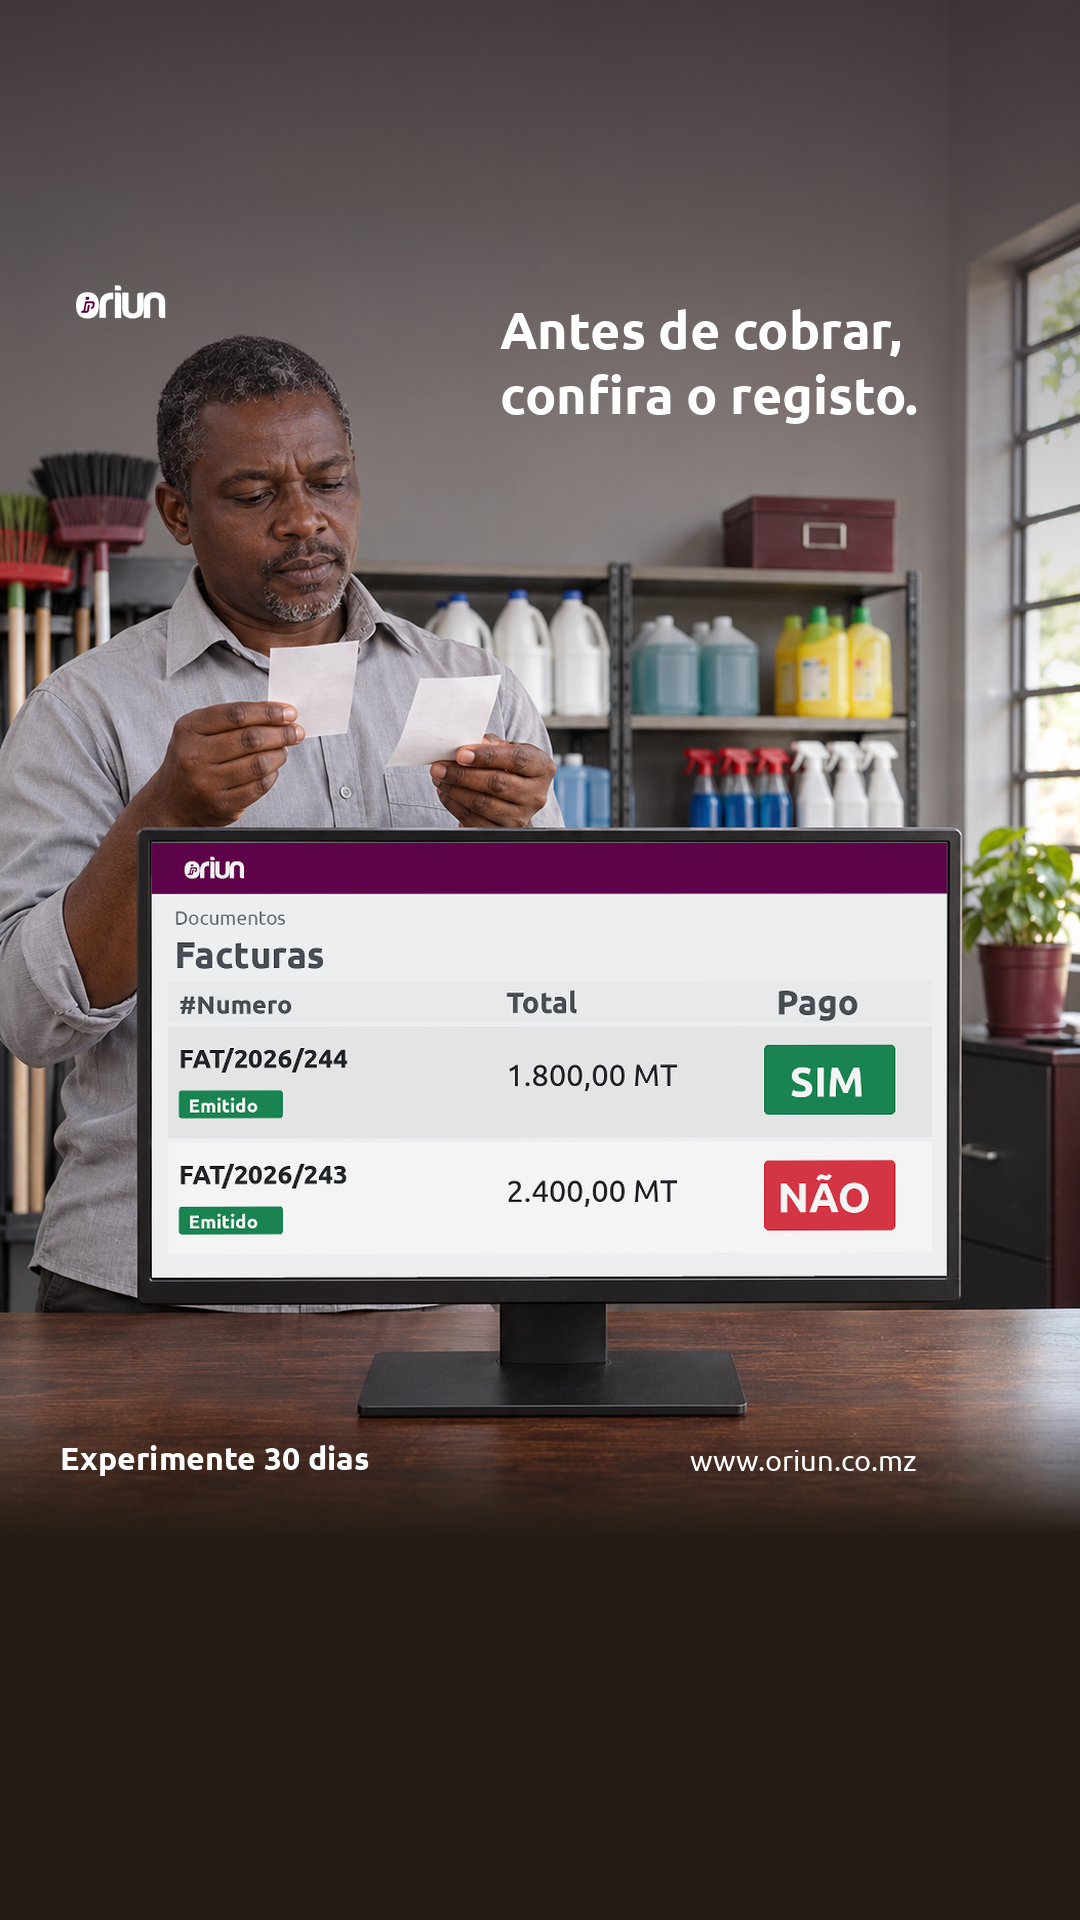 oriun
Antes de cobrar,
confira o registo.
oriun
Documentos
Facturas
#Numero Total Pago
FAT/2026/244 1.800,00 MT SIM
Emitido
FAT/2026/243 2.400,00 MT NÃO
Emitido
Experimente 30 dias www.oriun.co.mz